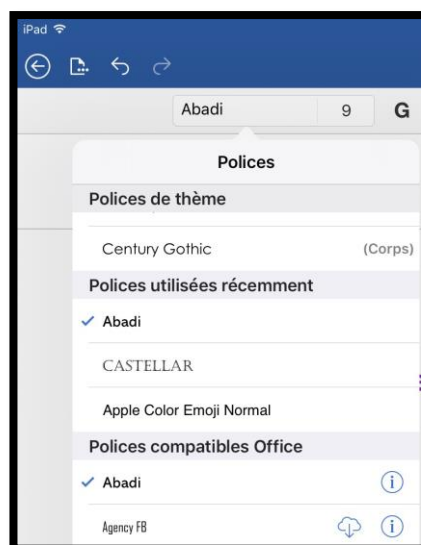 iPad
Abadi 9 G
Polices
Polices de thème
Century Gothic (Corps)
Polices utilisées récemment
Abadi
CASTELLAR
Apple Color Emoji Normal
Polices compatibles Office
Abadi
Agency FB